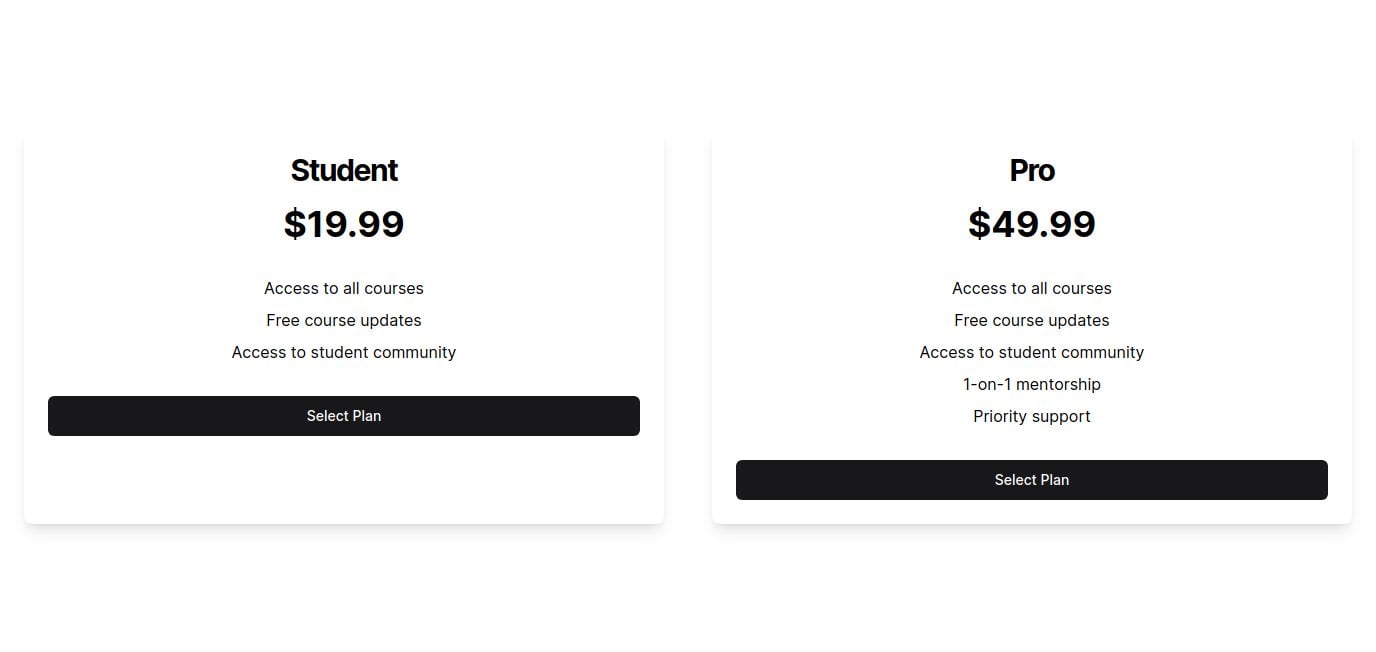 Student
$19.99
Access to all courses
Free course updates
Access to student community
Select Plan
Pro
$49.99
Access to all courses
Free course updates
Access to student community
1-on-1 mentorship
Priority support
Select Plan